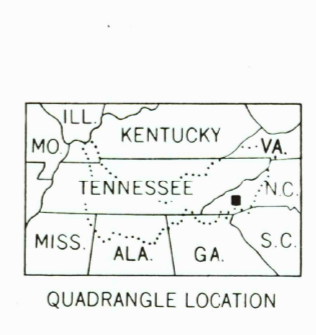 ILL.
MO.
KENTUCKY
VA.
TENNESSEE
N.C.
MISS.
ALA.
GA.
S.C.
QUADRANGLE LOCATION